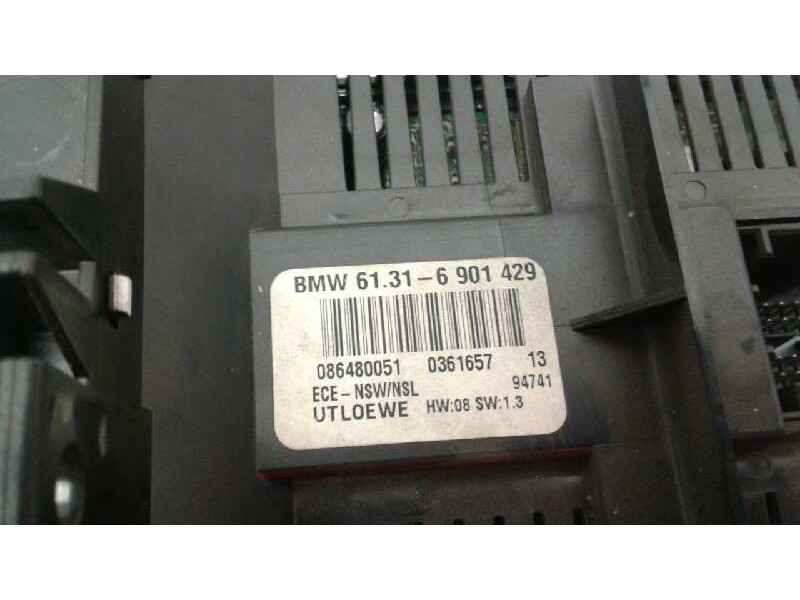 BMW 61.31-6 901 429
086480051 0361657 13
ECE-NSW/NSL 94741
UTLOEWE HW:08 SW:1.3